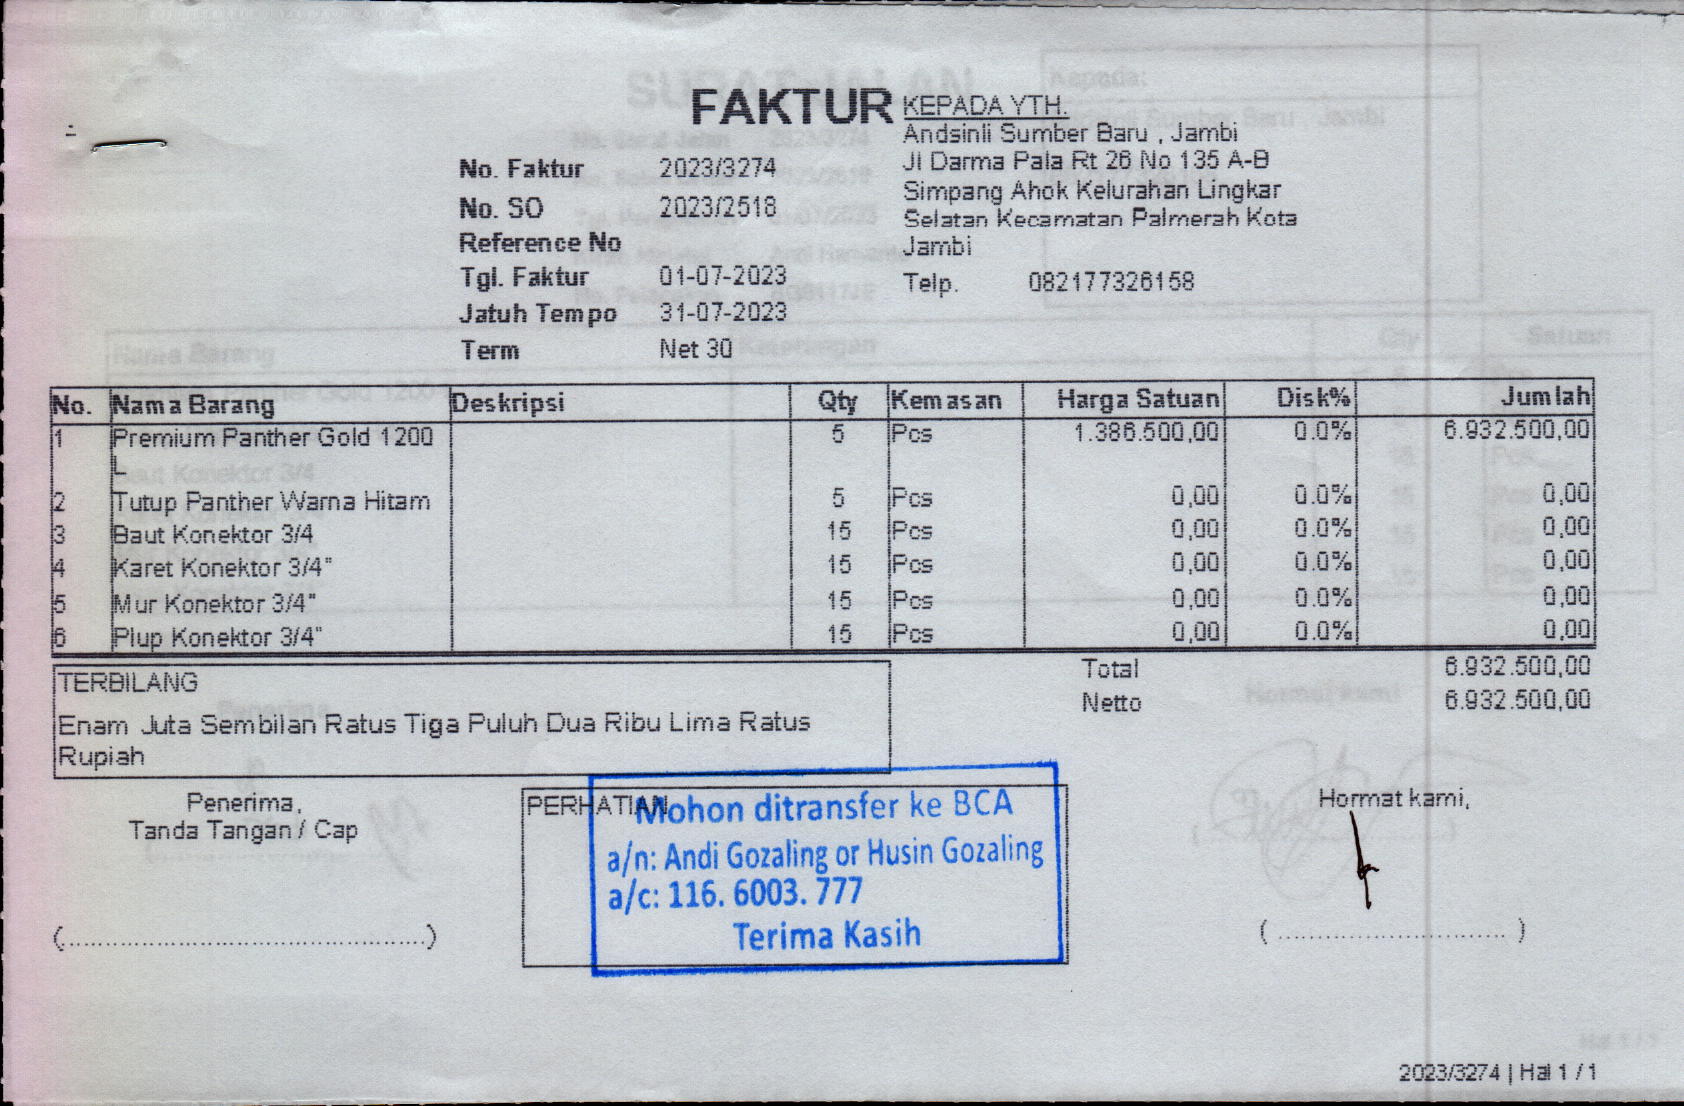 FAKTUR
KEPADA YTH.
Andsinli Sumber Baru , Jambi
Jl Darma Pala Rt 26 No 135 A-B
Simpang Ahok Kelurahan Lingkar
Selatan Kecamatan Palmerah Kota
Jambi
Telp. 082177326158
No. Faktur 2023/3274
No. SO 2023/2518
Reference No
Tgl. Faktur 01-07-2023
Jatuh Tempo 31-07-2023
Term Net 30
No. Nama Barang Deskripsi Qty Kemasan Harga Satuan Disk% Jumlah
1 Premium Panther Gold 1200 5 Pcs 1.386.500,00 0.0% 6.932.500,00
L
2 Tutup Panther Warna Hitam 5 Pcs 0,00 0.0% 0,00
3 Baut Konektor 3/4 15 Pcs 0,00 0.0% 0,00
4 Karet Konektor 3/4" 15 Pcs 0,00 0.0% 0,00
5 Mur Konektor 3/4" 15 Pcs 0,00 0.0% 0,00
6 Plup Konektor 3/4" 15 Pcs 0,00 0.0% 0,00
Total 6.932.500,00
Netto 6.932.500,00
TERBILANG
Enam Juta Sembilan Ratus Tiga Puluh Dua Ribu Lima Ratus
Rupiah
Penerima,
Tanda Tangan / Cap
(.............................................)
PERHATIAN
Mohon ditransfer ke BCA
a/n: Andi Gozaling or Husin Gozaling
a/c: 116. 6003. 777
Terima Kasih
Hormat kami,
( ............................. )
2023/3274 | Hal 1 / 1